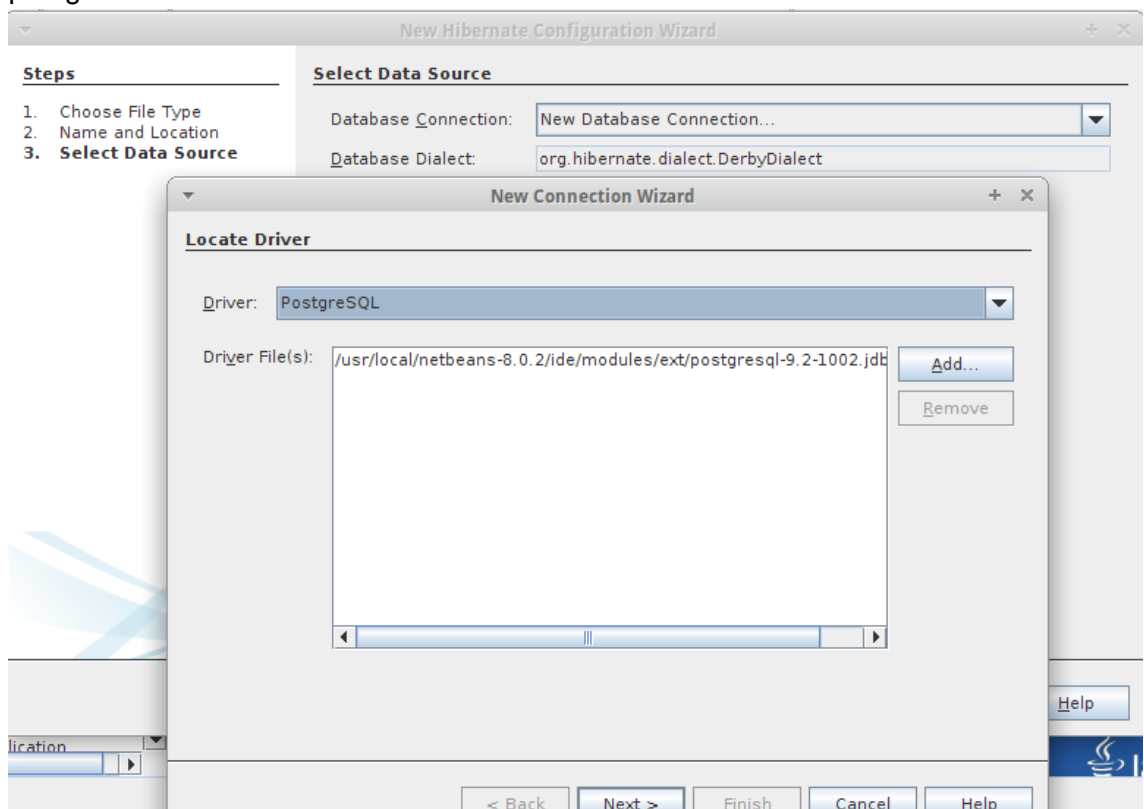 New Hibernate Configuration Wizard
Steps
1. Choose File Type
2. Name and Location
3. Select Data Source
Select Data Source
Database Connection: New Database Connection...
Database Dialect: org.hibernate.dialect.DerbyDialect
New Connection Wizard
Locate Driver
Driver: PostgreSQL
Driver File(s): /usr/local/netbeans-8.0.2/ide/modules/ext/postgresql-9.2-1002.jdb
Add...
Remove
Help
lication
< Back Next > Finish Cancel Help